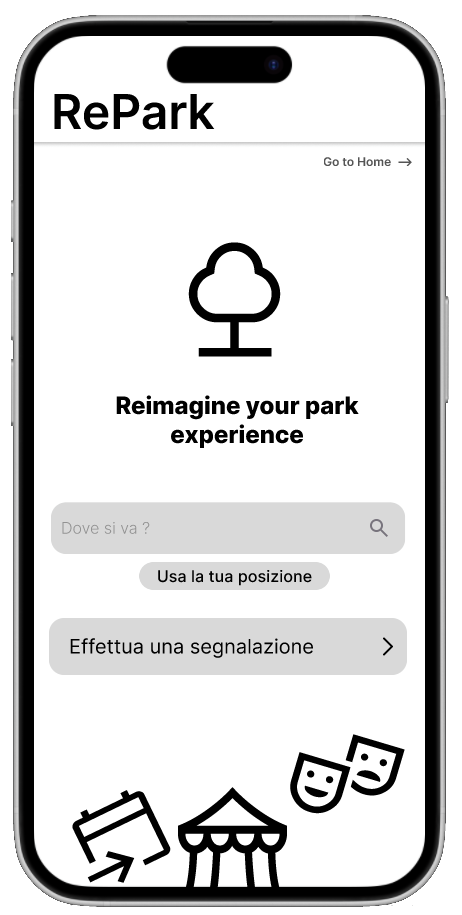 RePark
Go to Home
Reimagine your park
experience
Dove si va ?
Usa la tua posizione
Effettua una segnalazione